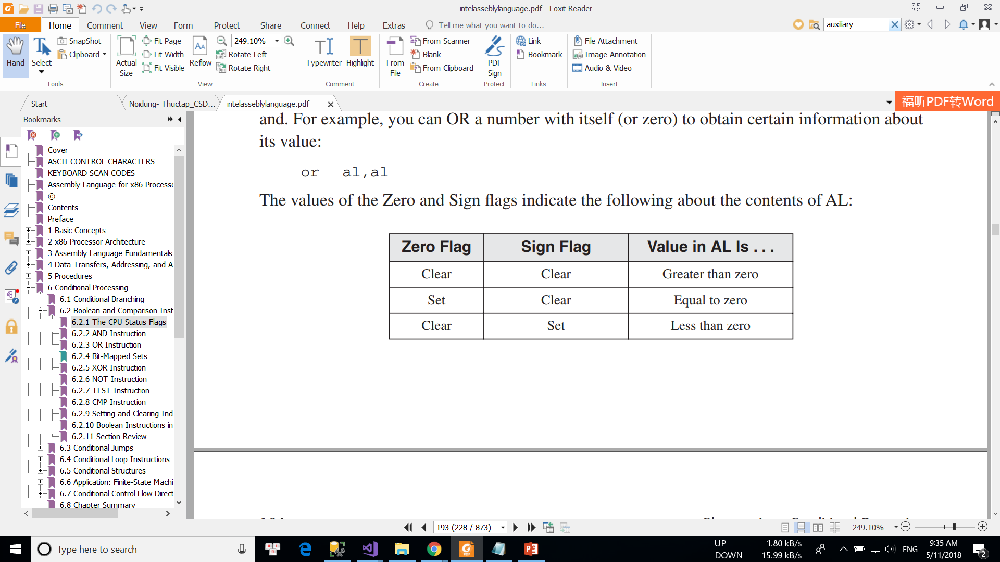 intelasseblylanguage.pdf - Foxit Reader
File
Home
Comment
View
Form
Protect
Share
Connect
Help
Extras
Tell me what you want to do...
auxiliary
Hand
Select
SnapShot
Clipboard
Tools
Actual Size
Fit Page
Fit Width
Fit Visible
Reflow
249.10%
Rotate Left
Rotate Right
View
Typewriter
Highlight
Comment
From File
From Scanner
Blank
From Clipboard
Create
PDF Sign
Protect
Link
Bookmark
Links
File Attachment
Image Annotation
Audio & Video
Insert
Start
Noidung- Thuctap_CSD...
intelasseblylanguage.pdf
福昕PDF转Word
Bookmarks
Cover
ASCII CONTROL CHARACTERS
KEYBOARD SCAN CODES
Assembly Language for x86 Processo
©
Contents
Preface
1 Basic Concepts
2 x86 Processor Architecture
3 Assembly Language Fundamentals
4 Data Transfers, Addressing, and A
5 Procedures
6 Conditional Processing
6.1 Conditional Branching
6.2 Boolean and Comparison Inst
6.2.1 The CPU Status Flags
6.2.2 AND Instruction
6.2.3 OR Instruction
6.2.4 Bit-Mapped Sets
6.2.5 XOR Instruction
6.2.6 NOT Instruction
6.2.7 TEST Instruction
6.2.8 CMP Instruction
6.2.9 Setting and Clearing Ind
6.2.10 Boolean Instructions in
6.2.11 Section Review
6.3 Conditional Jumps
6.4 Conditional Loop Instructions
6.5 Conditional Structures
6.6 Application: Finite-State Machi
6.7 Conditional Control Flow Direct
6.8 Chapter Summary
and. For example, you can OR a number with itself (or zero) to obtain certain information about
its value:
or al,al
The values of the Zero and Sign flags indicate the following about the contents of AL:
Zero Flag Sign Flag Value in AL Is . . .
Clear Clear Greater than zero
Set Clear Equal to zero
Clear Set Less than zero
193 (228 / 873)
249.10%
Type here to search
UP 1.80 kB/s
DOWN 15.99 kB/s
ENG
9:35 AM
5/11/2018
2